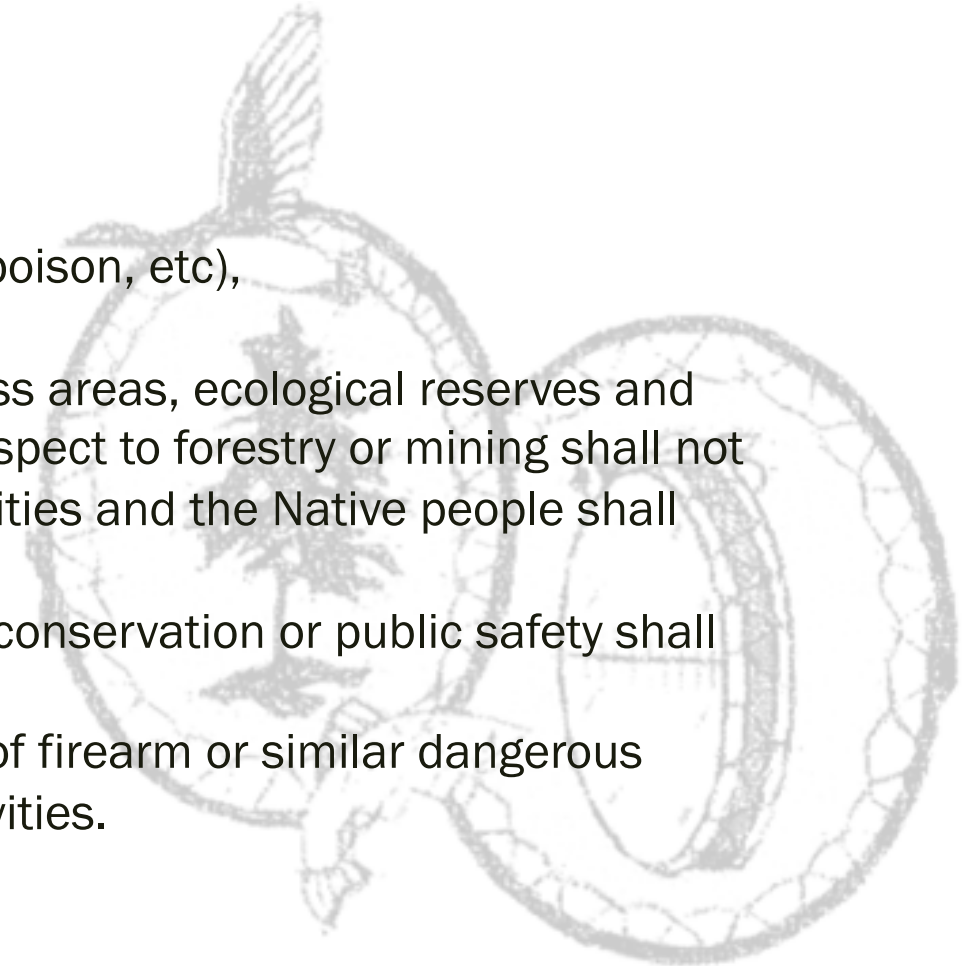 poison, etc),
ss areas, ecological reserves and
spect to forestry or mining shall not
ities and the Native people shall
conservation or public safety shall
of firearm or similar dangerous
vities.